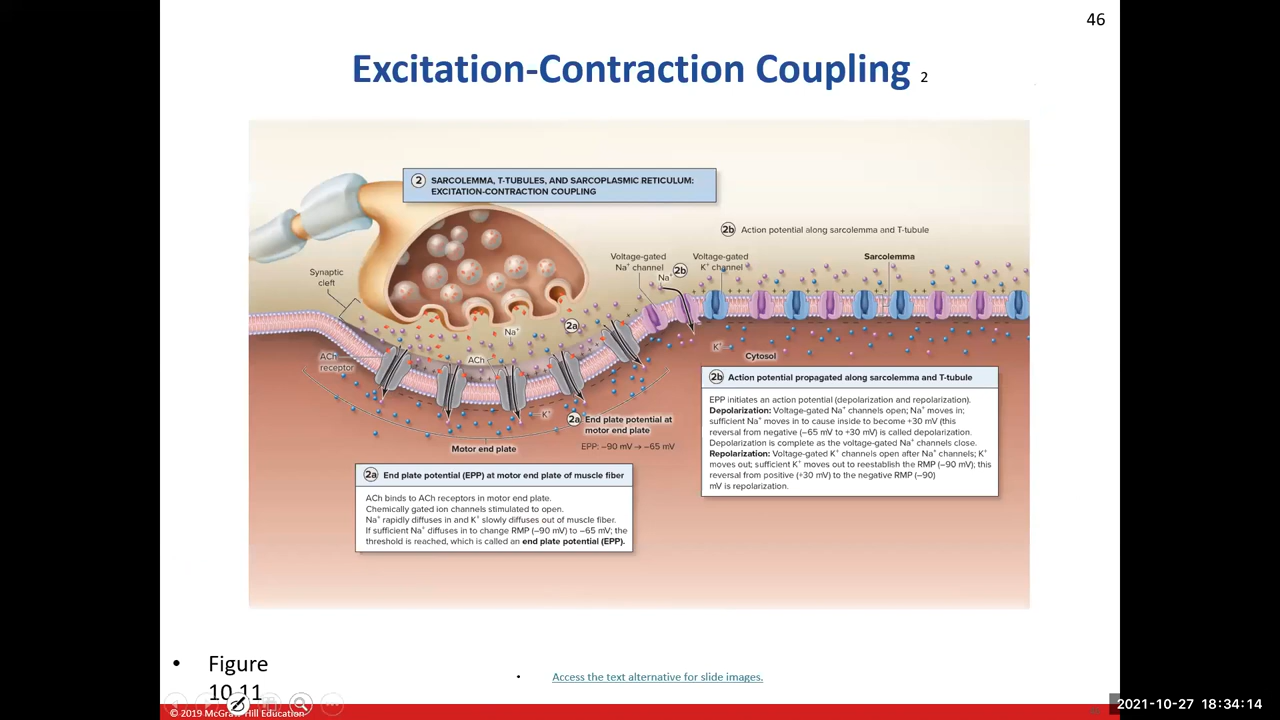 46
Excitation-Contraction Coupling 2
2 SARCOLEMMA, T-TUBULES, AND SARCOPLASMIC RETICULUM:
EXCITATION-CONTRACTION COUPLING
2b Action potential along sarcolemma and T-tubule
Voltage-gated
Na⁺ channel
2b
Na⁺
Voltage-gated
K⁺ channel
Sarcolemma
Synaptic
cleft
Na⁺
2a
ACh
ACh
receptor
K⁺
K⁺
Cytosol
2a End plate potential at
motor end plate
EPP: –90 mV → –65 mV
Motor end plate
2b Action potential propagated along sarcolemma and T-tubule
EPP initiates an action potential (depolarization and repolarization).
Depolarization: Voltage-gated Na⁺ channels open; Na⁺ moves in;
sufficient Na⁺ moves in to cause inside to become +30 mV (this
reversal from negative (–65 mV to +30 mV) is called depolarization.
Depolarization is complete as the voltage-gated Na⁺ channels close.
Repolarization: Voltage-gated K⁺ channels open after Na⁺ channels; K⁺
moves out; sufficient K⁺ moves out to reestablish the RMP (–90 mV); this
reversal from positive (+30 mV) to the negative RMP (–90)
mV is repolarization.
2a End plate potential (EPP) at motor end plate of muscle fiber
ACh binds to ACh receptors in motor end plate.
Chemically gated ion channels stimulated to open.
Na⁺ rapidly diffuses in and K⁺ slowly diffuses out of muscle fiber.
If sufficient Na⁺ diffuses in to change RMP (–90 mV) to –65 mV; the
threshold is reached, which is called an end plate potential (EPP).
• Figure
10.11
• Access the text alternative for slide images.
© 2019 McGraw-Hill Education
2021-10-27 18:34:14